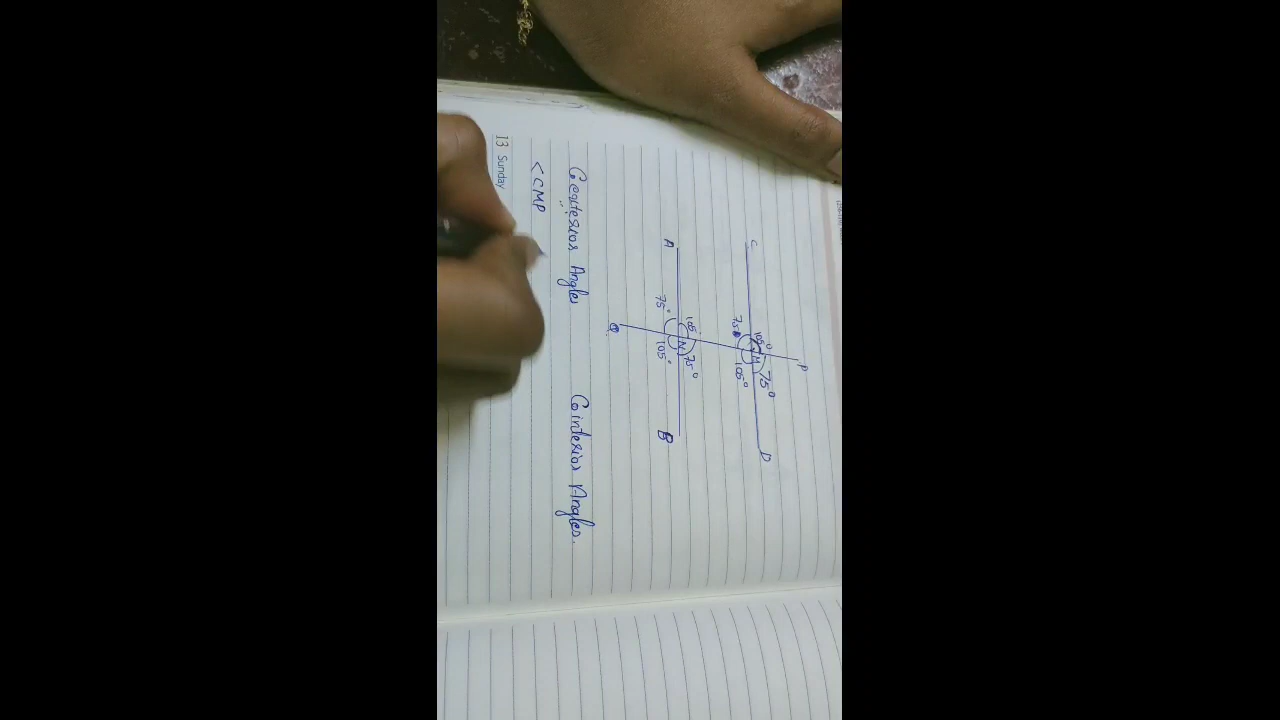 P
105° 75°
C M D
75° 105°
105° 75°
A N B
75° 105°
Q
Coexterior Angles Cointerior Angles.
<CMP
13 Sunday